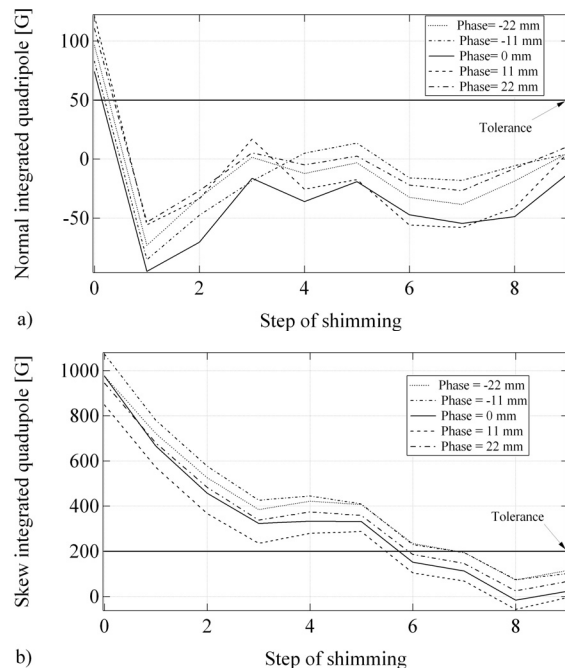 100
50
0
-50
Normal integrated quadripole [G]
Phase= -22 mm
Phase= -11 mm
Phase= 0 mm
Phase= 11 mm
Phase= 22 mm
Tolerance
0 2 4 6 8
Step of shimming
a)
1000
800
600
400
200
0
Skew integrated quadupole [G]
Phase = -22 mm
Phase = -11 mm
Phase = 0 mm
Phase = 11 mm
Phase = 22 mm
Tolerance
0 2 4 6 8
Step of shimming
b)